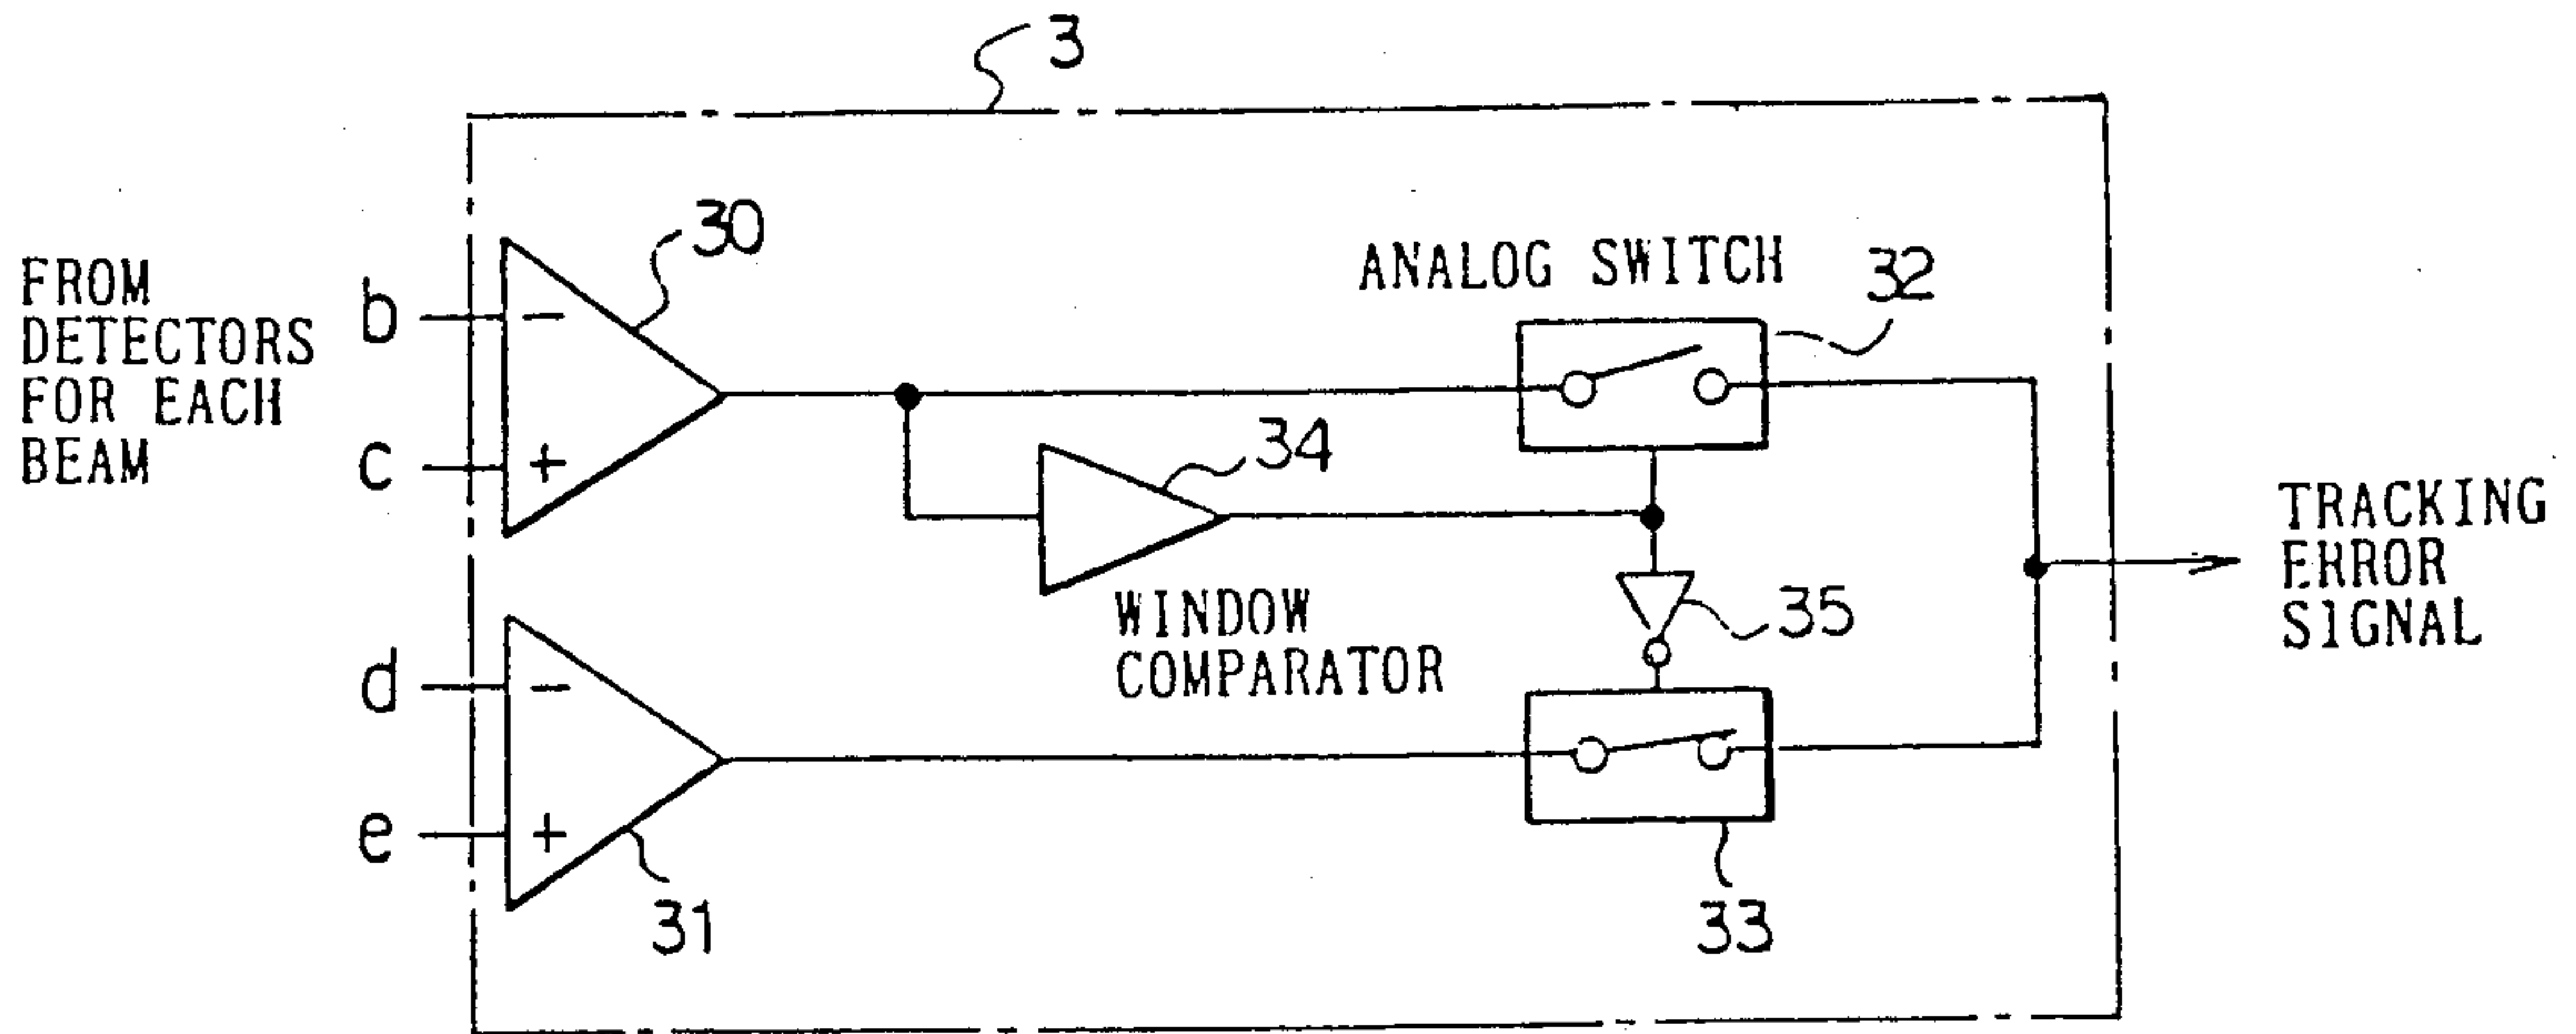 3
30
FROM
DETECTORS
FOR EACH
BEAM
b
−
c
+
ANALOG SWITCH
32
34
WINDOW
COMPARATOR
35
TRACKING
ERROR
SIGNAL
d
−
e
+
31
33